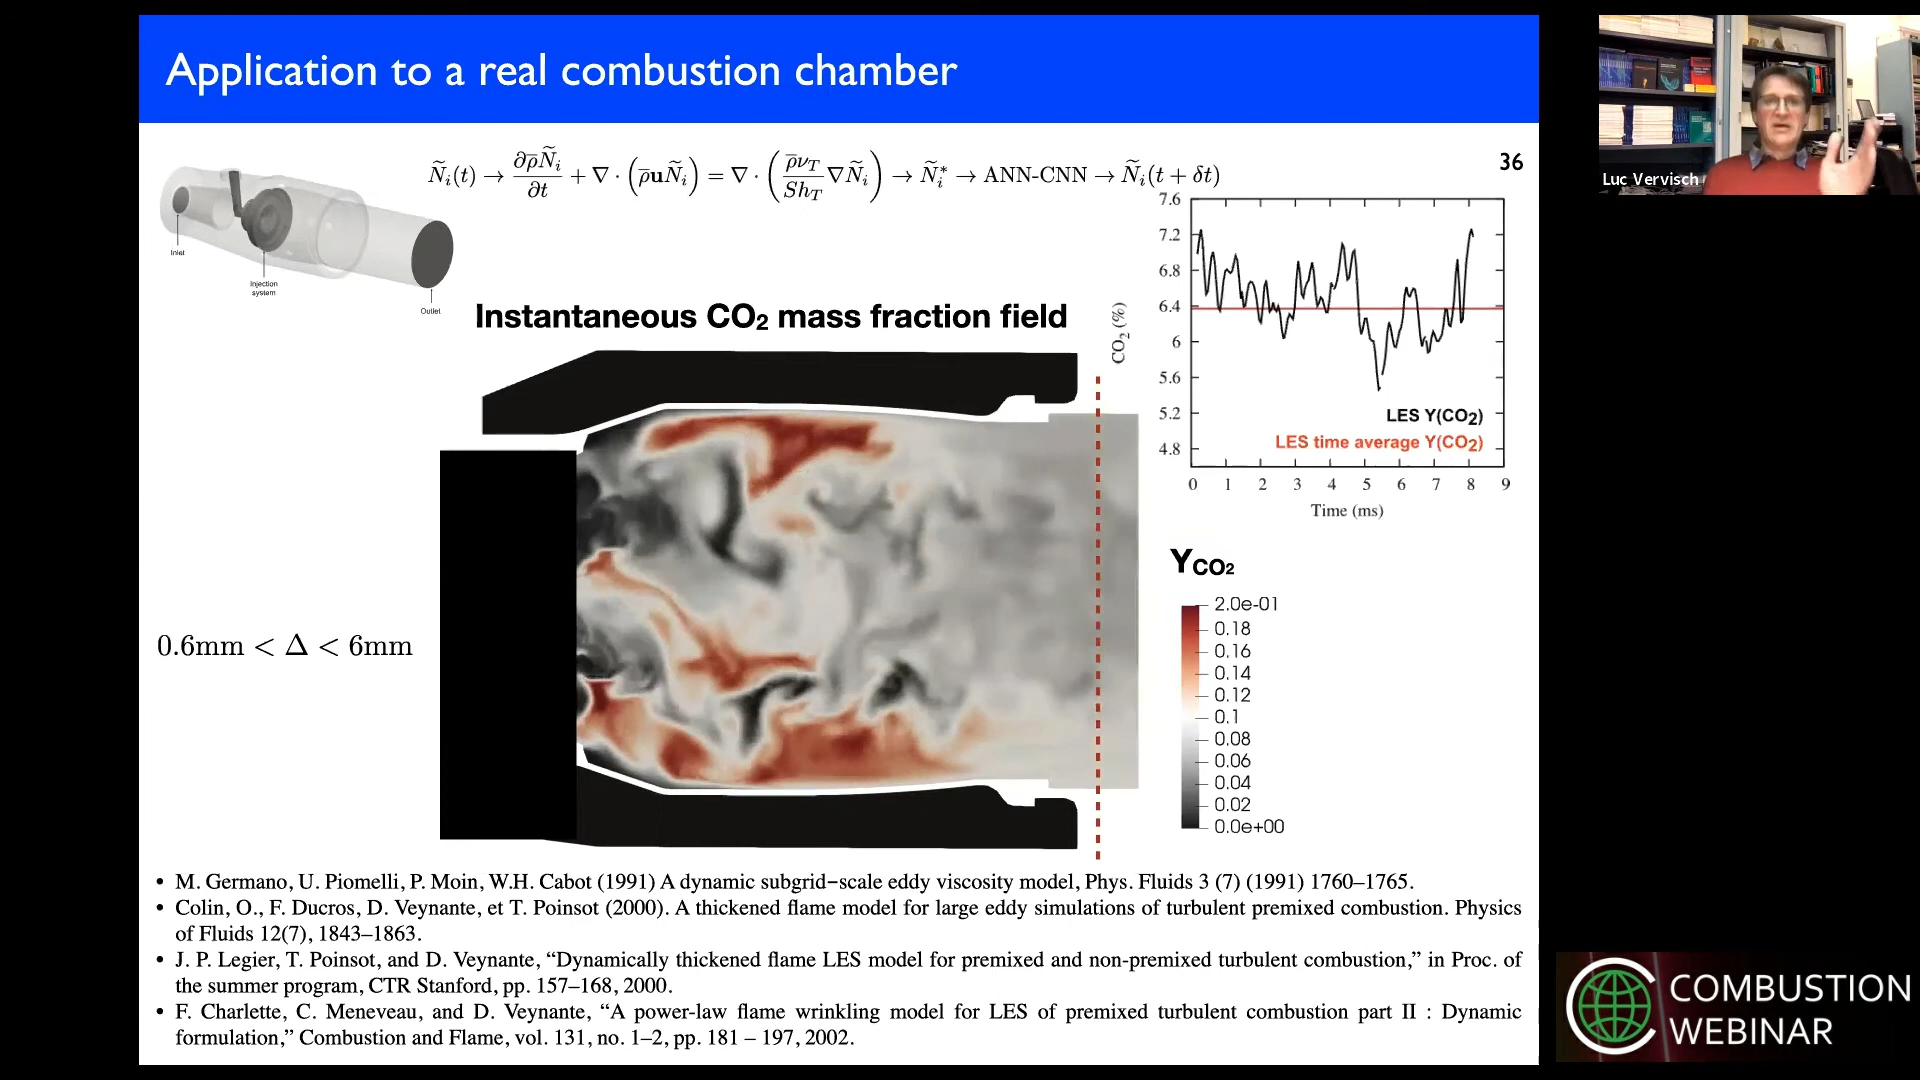 Application to a real combustion chamber
36
Luc Vervisch
Ñᵢ(t) → ∂ρ̄Ñᵢ/∂t + ∇ · (ρ̄uÑᵢ) = ∇ · (ρ̄ν_T/Sh_T ∇Ñᵢ) → Ñᵢ* → ANN-CNN → Ñᵢ(t + δt)
Inlet
Injection
system
Outlet
Instantaneous CO₂ mass fraction field
CO₂ (%)
7.6
7.2
6.8
6.4
6
5.6
5.2
4.8
LES Y(CO₂)
LES time average Y(CO₂)
0 1 2 3 4 5 6 7 8 9
Time (ms)
0.6mm < Δ < 6mm
Y_CO₂
2.0e-01
0.18
0.16
0.14
0.12
0.1
0.08
0.06
0.04
0.02
0.0e+00
• M. Germano, U. Piomelli, P. Moin, W.H. Cabot (1991) A dynamic subgrid–scale eddy viscosity model, Phys. Fluids 3 (7) (1991) 1760–1765.
• Colin, O., F. Ducros, D. Veynante, et T. Poinsot (2000). A thickened flame model for large eddy simulations of turbulent premixed combustion. Physics
of Fluids 12(7), 1843–1863.
• J. P. Legier, T. Poinsot, and D. Veynante, “Dynamically thickened flame LES model for premixed and non-premixed turbulent combustion,” in Proc. of
the summer program, CTR Stanford, pp. 157–168, 2000.
• F. Charlette, C. Meneveau, and D. Veynante, “A power-law flame wrinkling model for LES of premixed turbulent combustion part II : Dynamic
formulation,” Combustion and Flame, vol. 131, no. 1–2, pp. 181 – 197, 2002.
COMBUSTION
WEBINAR